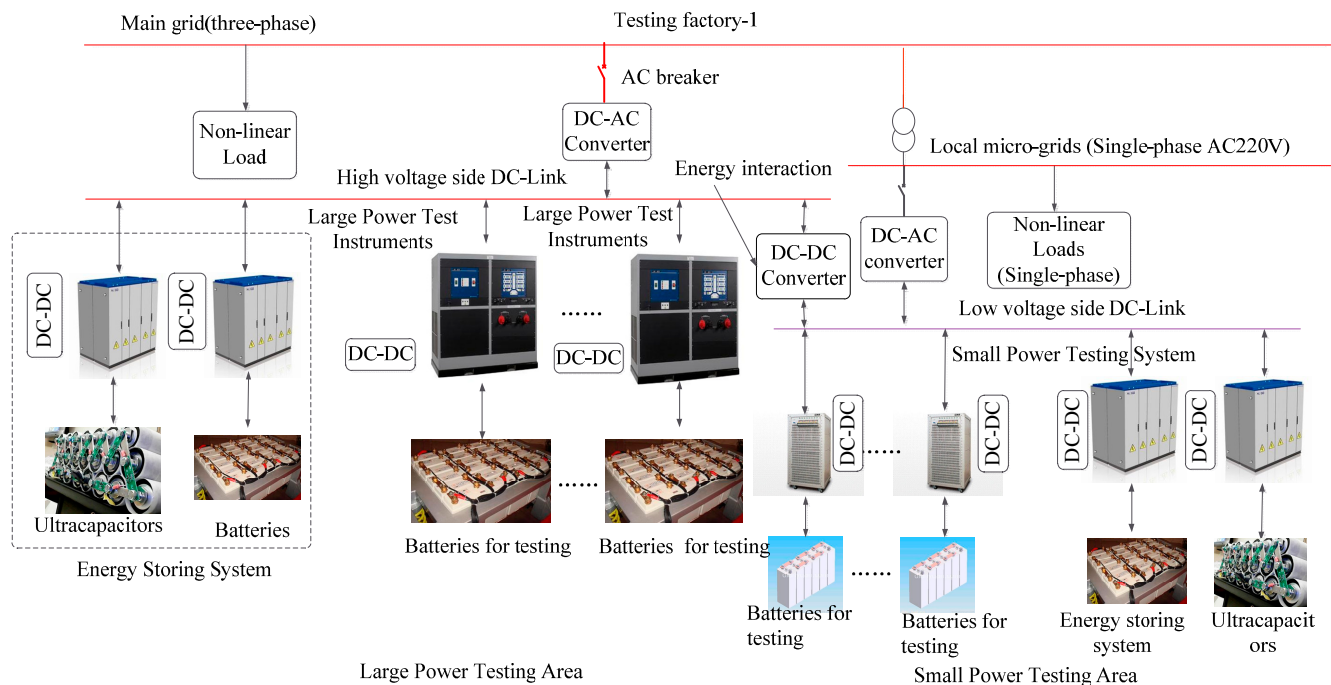 Main grid(three-phase)
Testing factory-1
AC breaker
Non-linear
Load
DC-AC
Converter
Local micro-grids (Single-phase AC220V)
Energy interaction
High voltage side DC-Link
Large Power Test
Instruments
Large Power Test
Instruments
DC-DC
Converter
DC-AC
converter
Non-linear
Loads
(Single-phase)
Low voltage side DC-Link
Small Power Testing System
DC-DC
DC-DC
DC-DC
......
DC-DC
DC-DC
......
DC-DC
DC-DC
DC-DC
Ultracapacitors
Batteries
Energy Storing System
......
Batteries for testing
Batteries for testing
......
Batteries for
testing
Batteries for
testing
Energy storing
system
Ultracapacit
ors
Large Power Testing Area
Small Power Testing Area